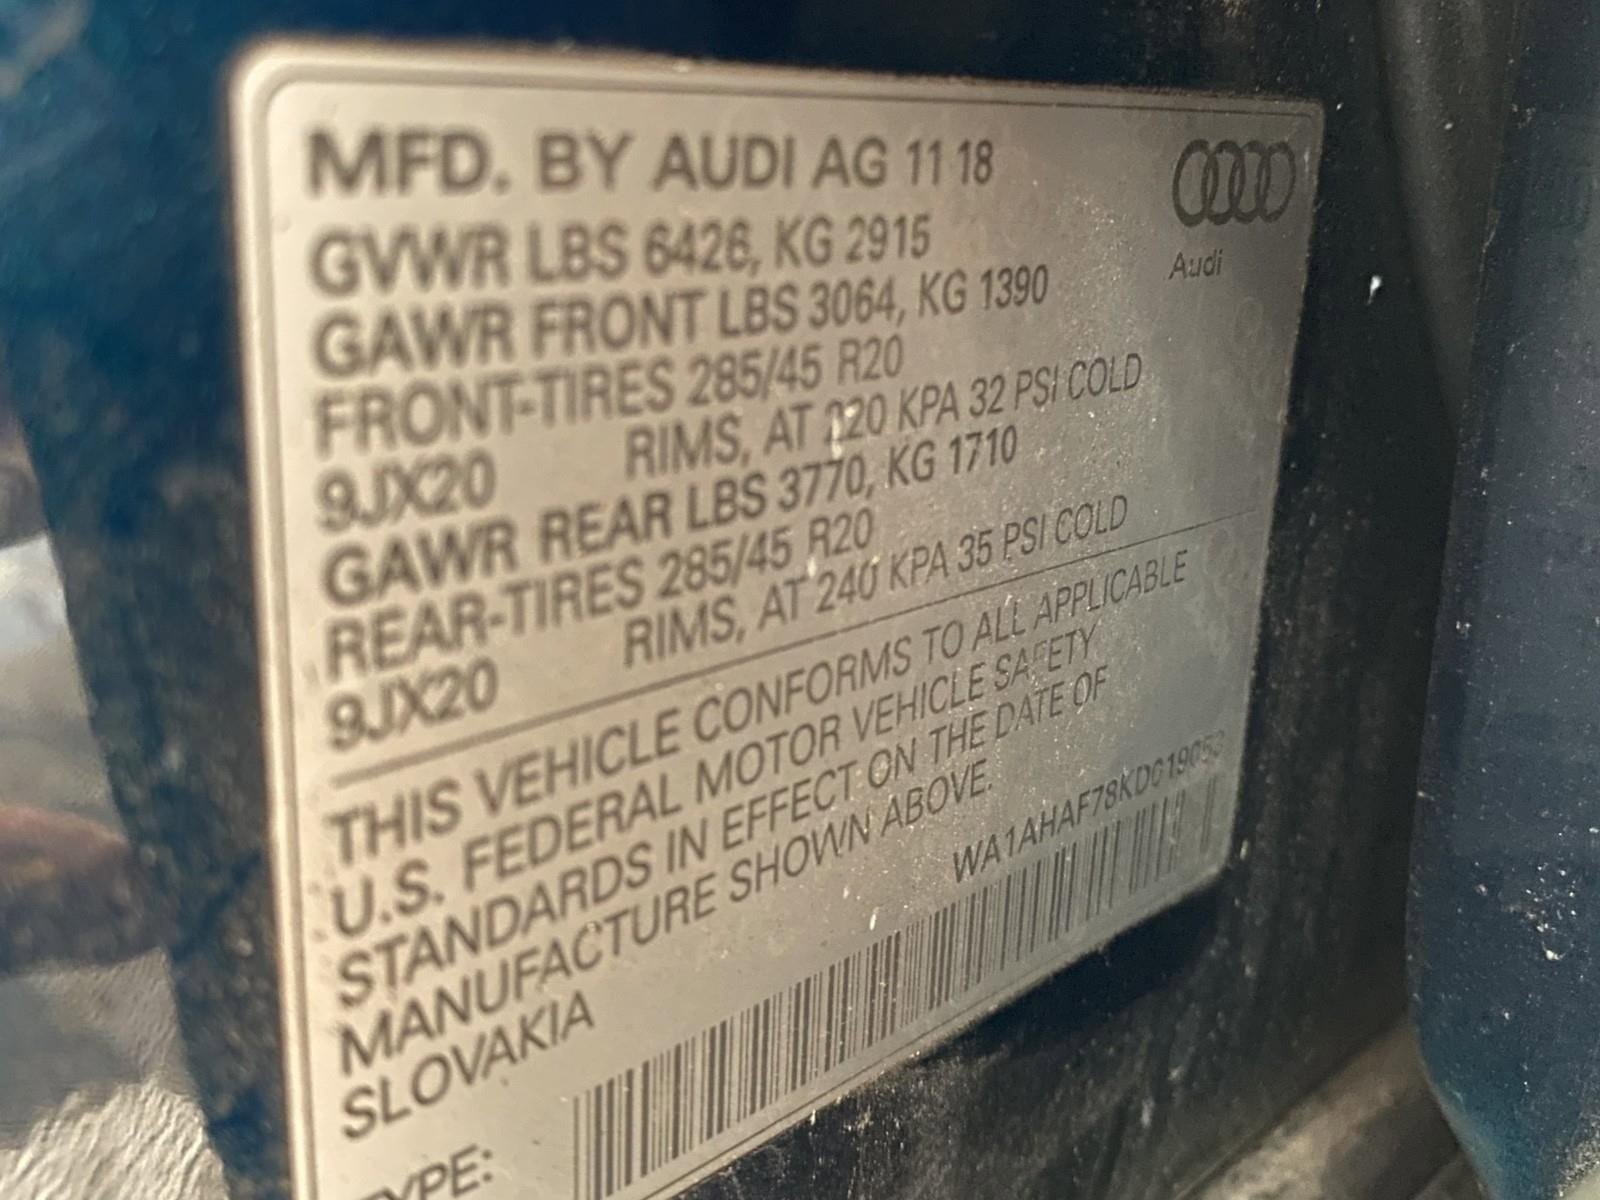 MFD. BY AUDI AG 11 18
Audi
GVWR LBS 6426, KG 2915
GAWR FRONT LBS 3064, KG 1390
FRONT-TIRES 285/45 R20
9JX20 RIMS, AT 220 KPA 32 PSI COLD
GAWR REAR LBS 3770, KG 1710
REAR-TIRES 285/45 R20
9JX20 RIMS, AT 240 KPA 35 PSI COLD
THIS VEHICLE CONFORMS TO ALL APPLICABLE
U.S. FEDERAL MOTOR VEHICLE SAFETY
STANDARDS IN EFFECT ON THE DATE OF
MANUFACTURE SHOWN ABOVE.
SLOVAKIA
TYPE: